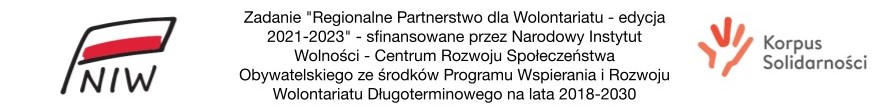 NIW
Zadanie "Regionalne Partnerstwo dla Wolontariatu - edycja
2021-2023" - sfinansowane przez Narodowy Instytut
Wolności - Centrum Rozwoju Społeczeństwa
Obywatelskiego ze środków Programu Wspierania i Rozwoju
Wolontariatu Długoterminowego na lata 2018-2030
Korpus
Solidarności